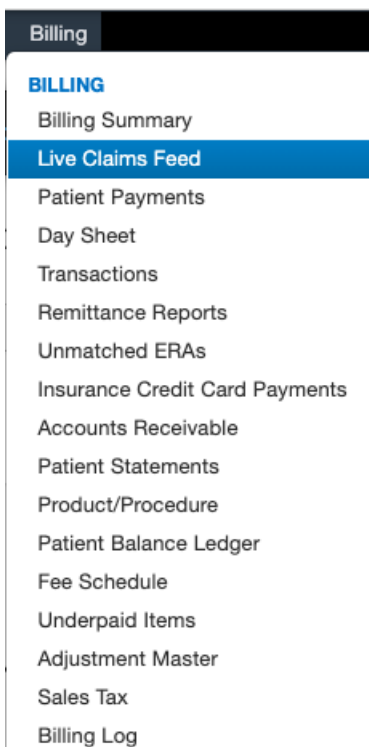 Billing
BILLING
Billing Summary
Live Claims Feed
Patient Payments
Day Sheet
Transactions
Remittance Reports
Unmatched ERAs
Insurance Credit Card Payments
Accounts Receivable
Patient Statements
Product/Procedure
Patient Balance Ledger
Fee Schedule
Underpaid Items
Adjustment Master
Sales Tax
Billing Log